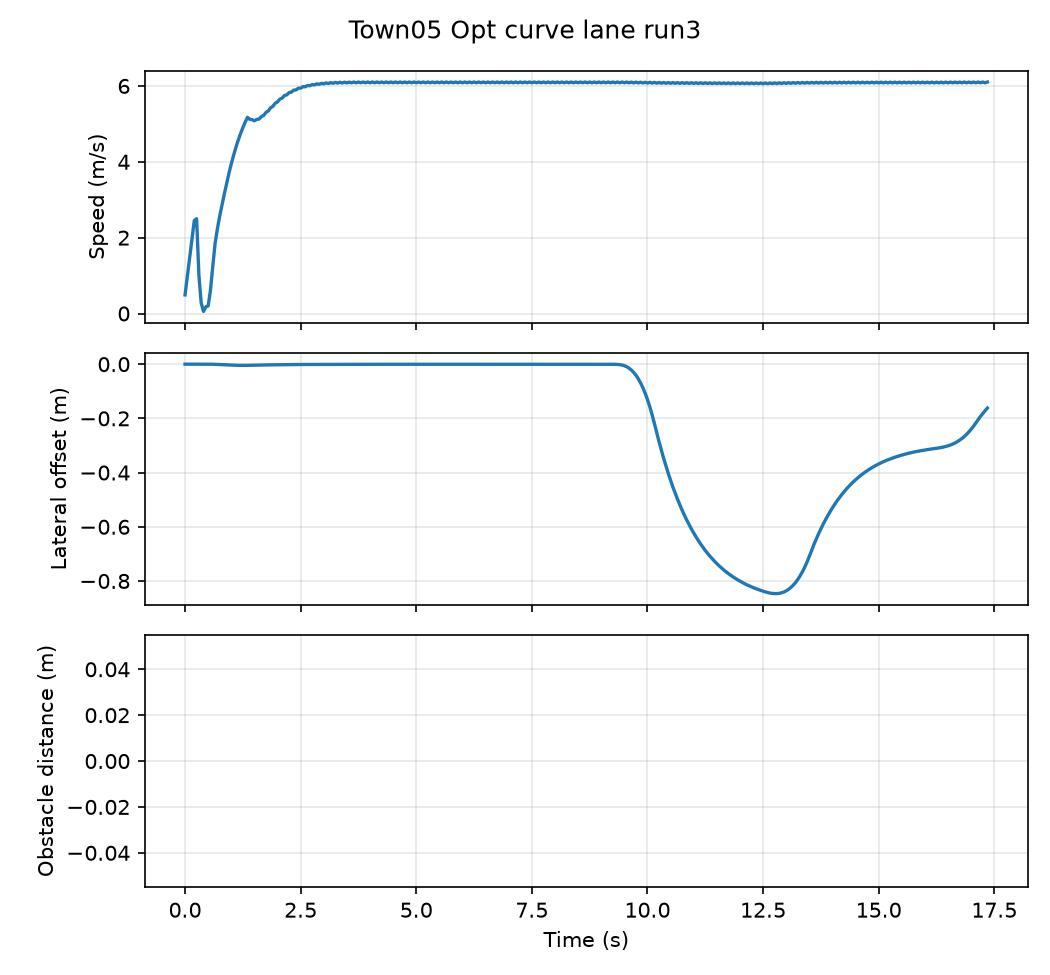 Town05 Opt curve lane run3
Speed (m/s)
6
4
2
0
Lateral offset (m)
0.0
−0.2
−0.4
−0.6
−0.8
Obstacle distance (m)
0.04
0.02
0.00
−0.02
−0.04
0.0 2.5 5.0 7.5 10.0 12.5 15.0 17.5
Time (s)